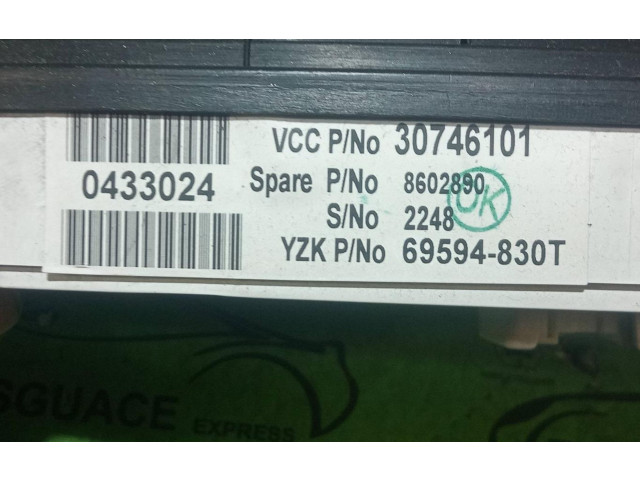 VCC P/No 30746101
0433024
Spare P/No 8602890
OK
S/No 2248
YZK P/No 69594-830T
SGUACE EXPRESS